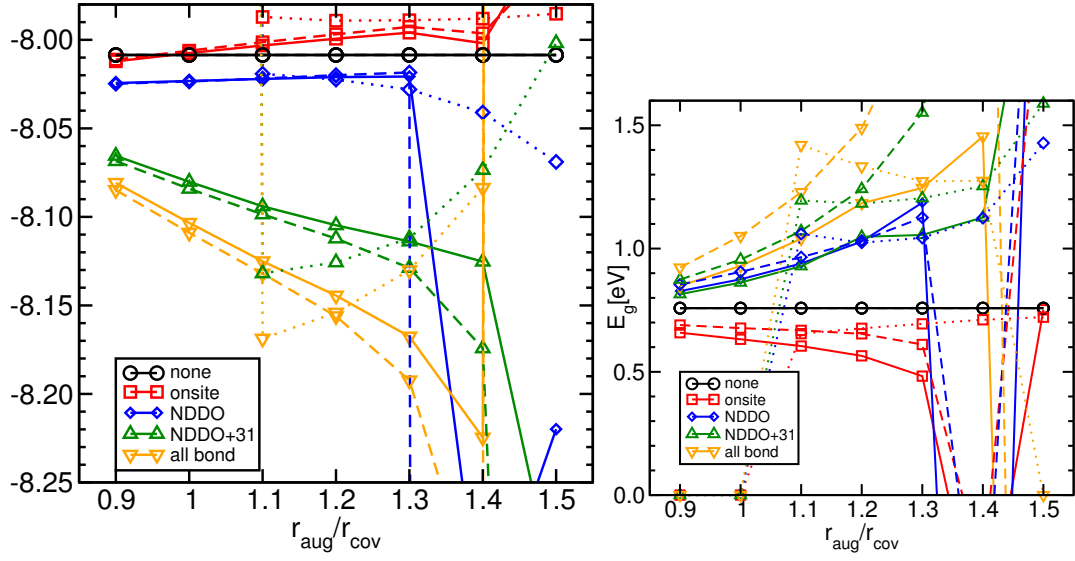 -8.00
-8.05
-8.10
-8.15
-8.20
-8.25
0.9 1 1.1 1.2 1.3 1.4 1.5
r_aug/r_cov
none
onsite
NDDO
NDDO+31
all bond
E_g[eV]
1.5
1.0
0.5
0.0
0.9 1 1.1 1.2 1.3 1.4 1.5
r_aug/r_cov
none
onsite
NDDO
NDDO+31
all bond